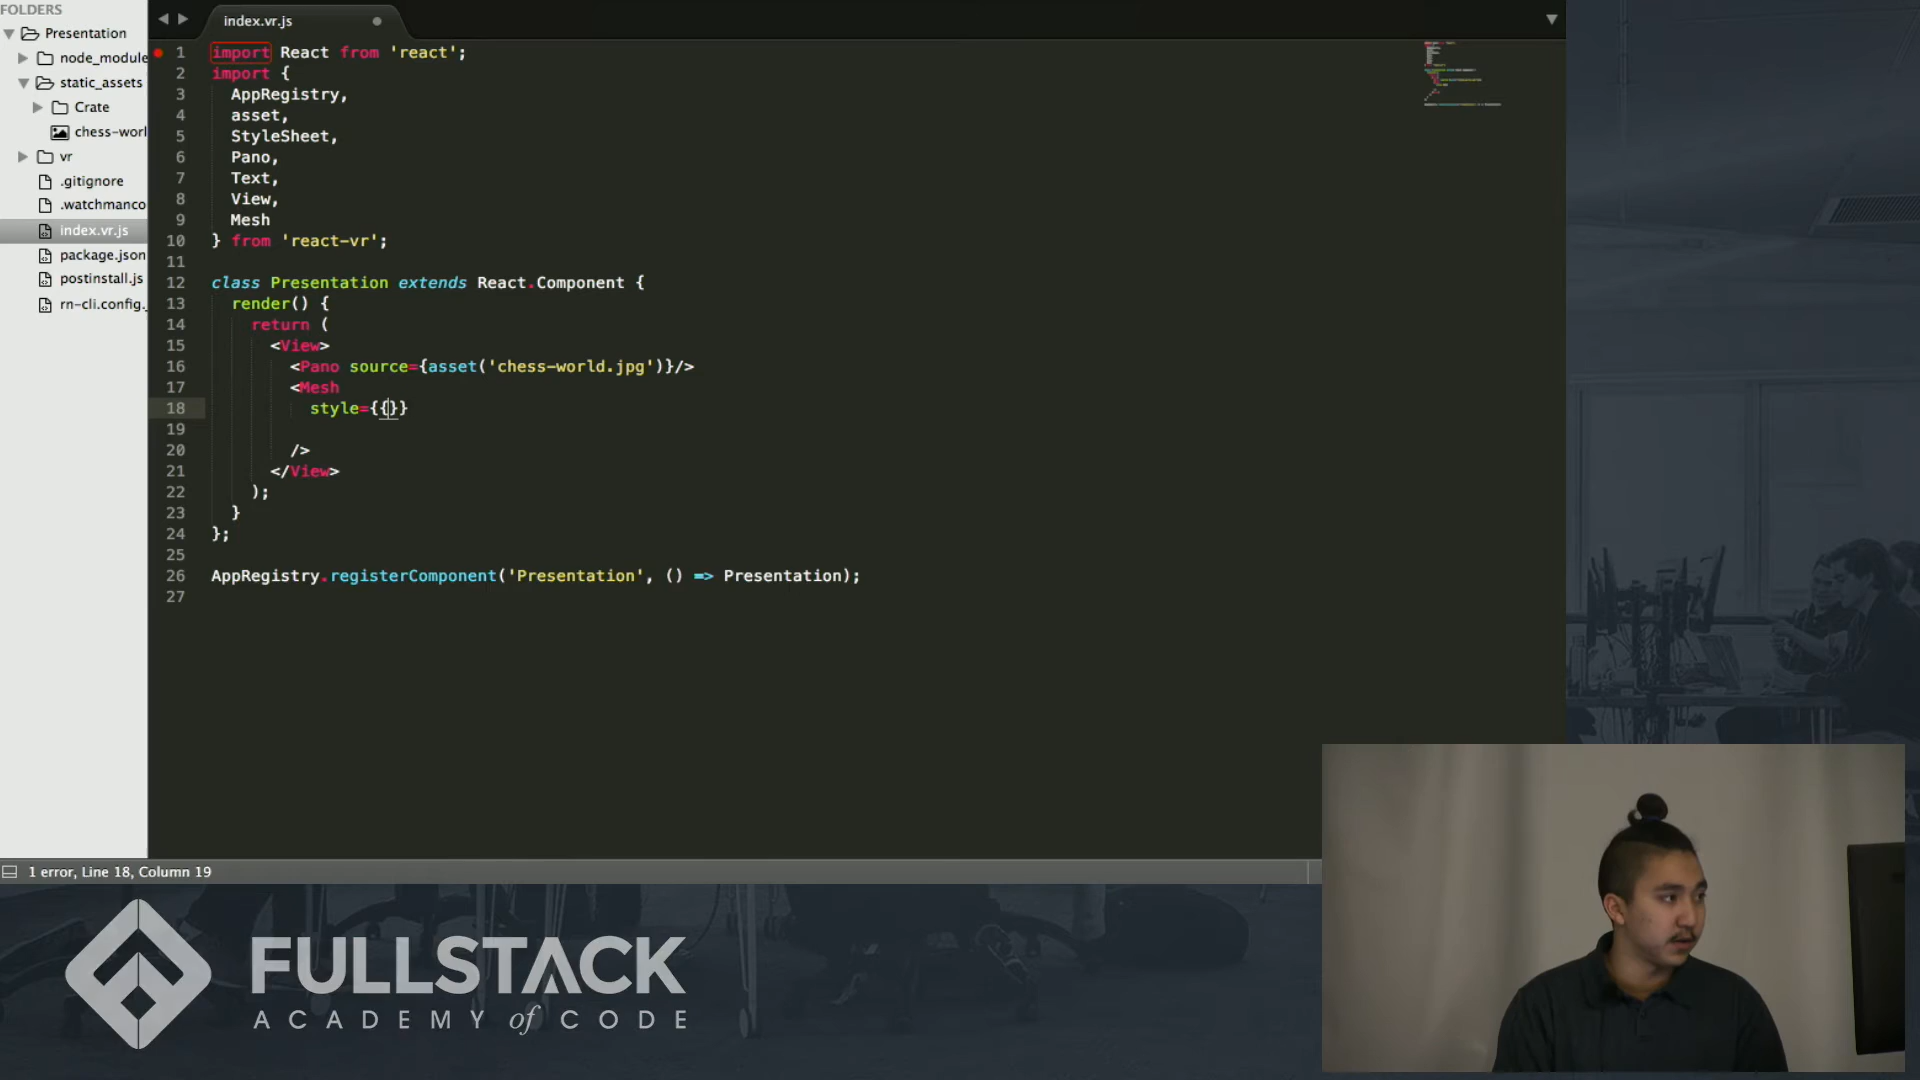 FOLDERS
Presentation
node_module
static_assets
Crate
chess-worl
vr
.gitignore
.watchmanco
index.vr.js
package.json
postinstall.js
rn-cli.config.
index.vr.js
1 import React from 'react';
2 import {
3 AppRegistry,
4 asset,
5 StyleSheet,
6 Pano,
7 Text,
8 View,
9 Mesh
10 } from 'react-vr';
11
12 class Presentation extends React.Component {
13 render() {
14 return (
15 <View>
16 <Pano source={asset('chess-world.jpg')}/>
17 <Mesh
18 style={{}}
19
20 />
21 </View>
22 );
23 }
24 };
25
26 AppRegistry.registerComponent('Presentation', () => Presentation);
27
1 error, Line 18, Column 19
FULLSTACK
ACADEMY of CODE